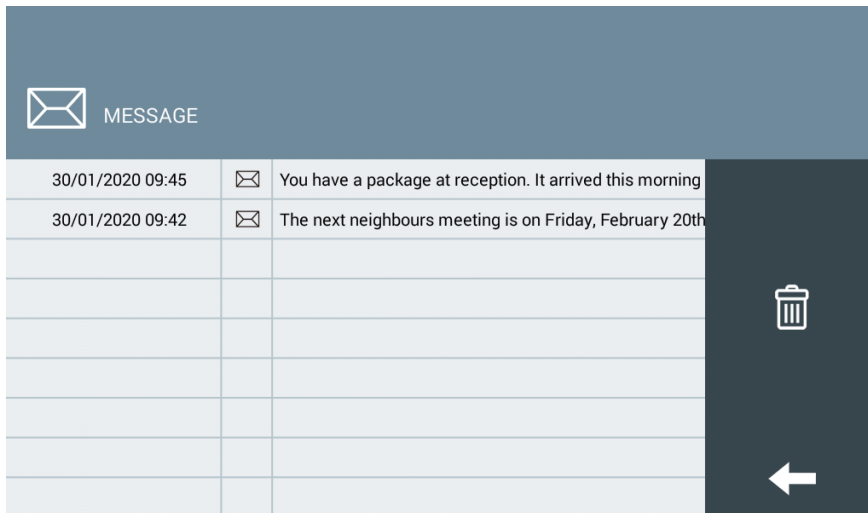 MESSAGE
30/01/2020 09:45 You have a package at reception. It arrived this morning
30/01/2020 09:42 The next neighbours meeting is on Friday, February 20th